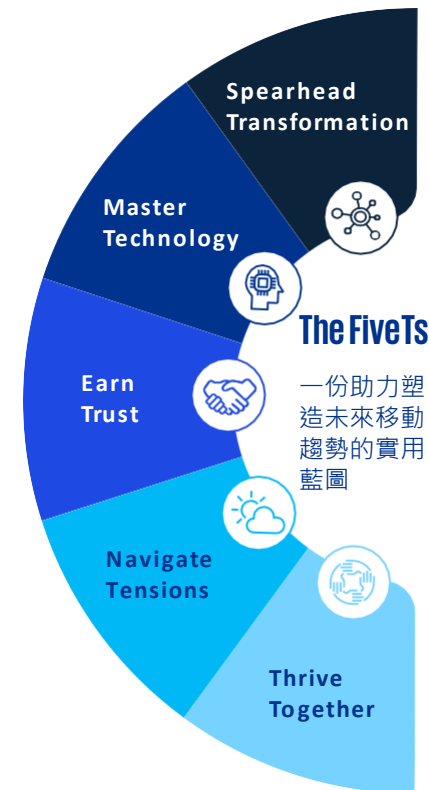 Spearhead
Transformation
Master
Technology
The Five Ts
一份助力塑
造未來移動
趨勢的實用
藍圖
Earn
Trust
Navigate
Tensions
Thrive
Together